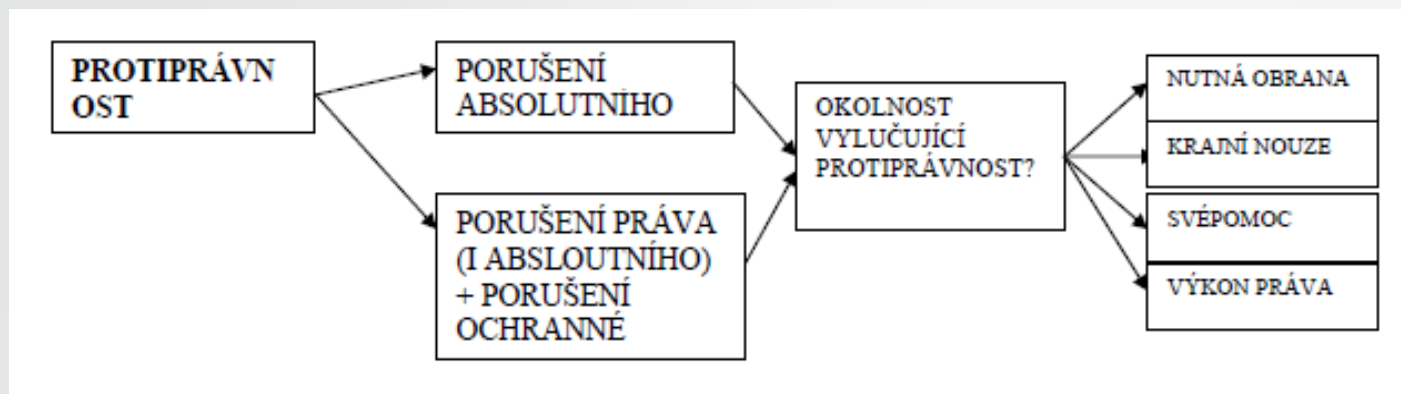 PROTIPRÁVN
OST
PORUŠENÍ
ABSOLUTNÍHO
PORUŠENÍ PRÁVA
(I ABSLOUTNÍHO)
+ PORUŠENÍ
OCHRANNÉ
OKOLNOST
VYLUČUJÍCÍ
PROTIPRÁVNOST?
NUTNÁ OBRANA
KRAJNÍ NOUZE
SVÉPOMOC
VÝKON PRÁVA